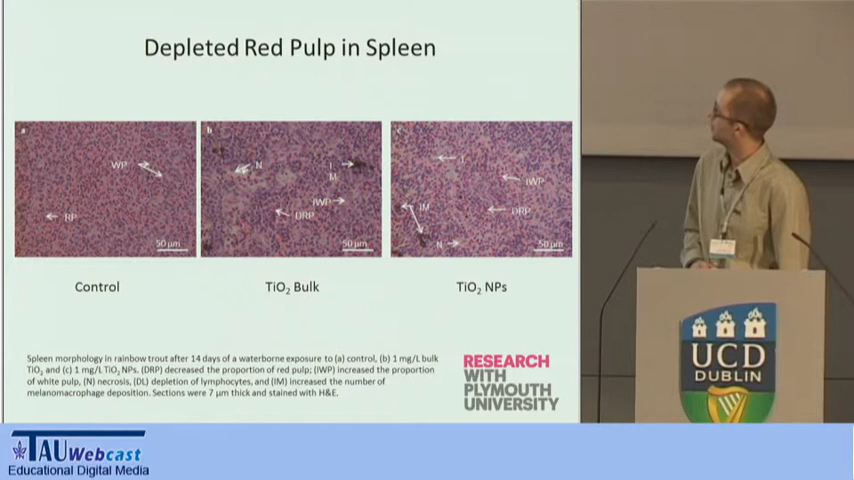 Depleted Red Pulp in Spleen
a
WP
RP
50 µm
b
N
I
M
IWP
DRP
50 µm
c
IWP
IM
DRP
N
50 µm
Control
TiO2 Bulk
TiO2 NPs
Spleen morphology in rainbow trout after 14 days of a waterborne exposure to (a) control, (b) 1 mg/L bulk
TiO2 and (c) 1 mg/L TiO2 NPs. (DRP) decreased the proportion of red pulp; (IWP) increased the proportion
of white pulp, (N) necrosis, (DL) depletion of lymphocytes, and (IM) increased the number of
melanomacrophage deposition. Sections were 7 µm thick and stained with H&E.
RESEARCH
WITH
PLYMOUTH
UNIVERSITY
UCD
DUBLIN
TAUWebcast
Educational Digital Media